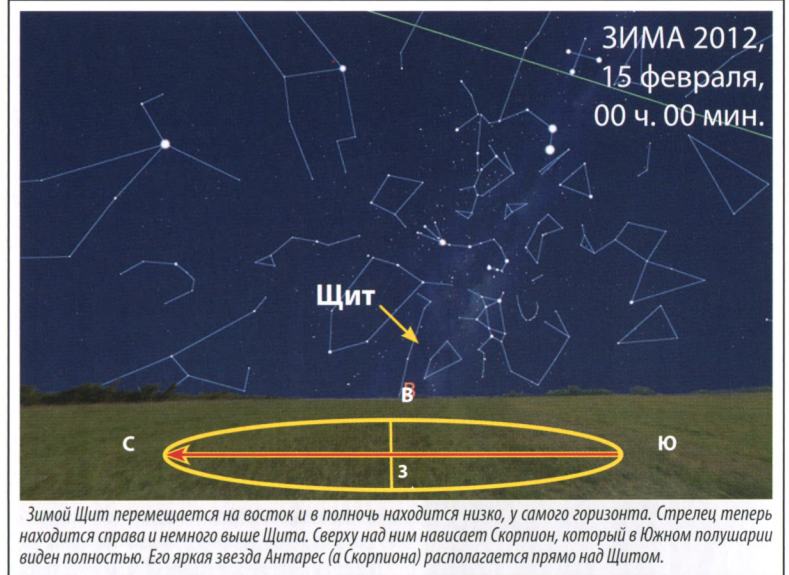 ЗИМА 2012,
15 февраля,
00 ч. 00 мин.
Щит
В
С
Ю
З
Зимой Щит перемещается на восток и в полночь находится низко, у самого горизонта. Стрелец теперь
находится справа и немного выше Щита. Сверху над ним нависает Скорпион, который в Южном полушарии
виден полностью. Его яркая звезда Антарес (α Скорпиона) располагается прямо над Щитом.